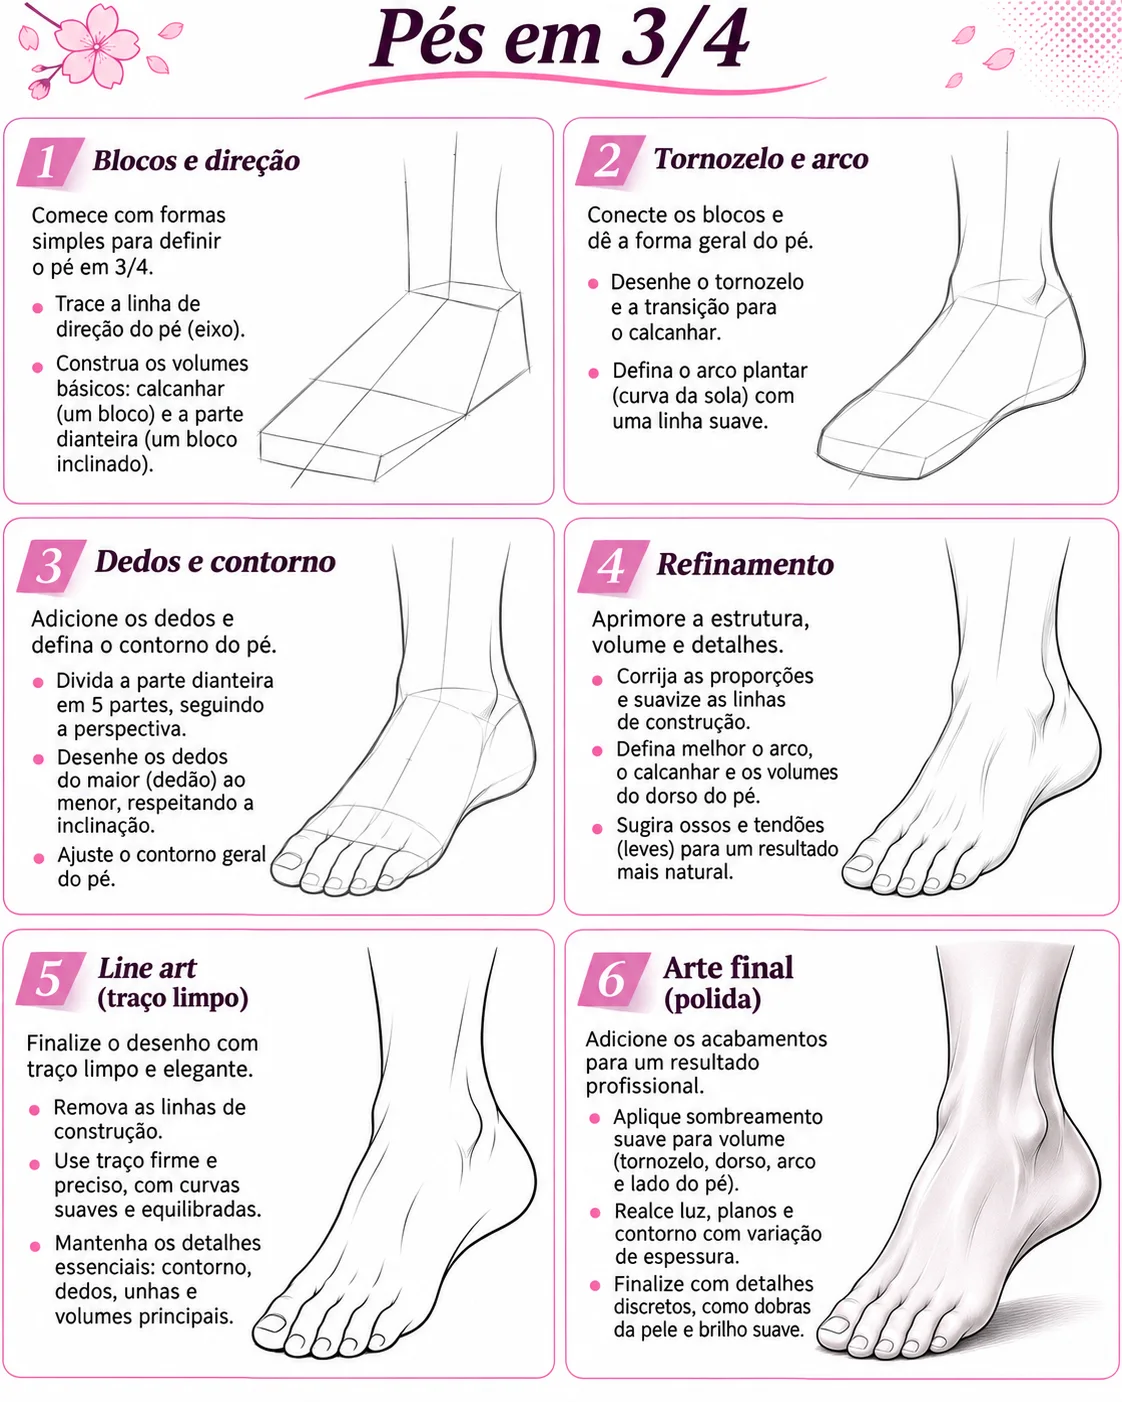 Pés em 3/4
1 Blocos e direção
Comece com formas
simples para definir
o pé em 3/4.
• Trace a linha de
direção do pé (eixo).
• Construa os volumes
básicos: calcanhar
(um bloco) e a parte
dianteira (um bloco
inclinado).
2 Tornozelo e arco
Conecte os blocos e
dê a forma geral do pé.
• Desenhe o tornozelo
e a transição para
o calcanhar.
• Defina o arco plantar
(curva da sola) com
uma linha suave.
3 Dedos e contorno
Adicione os dedos e
defina o contorno do pé.
• Divida a parte dianteira
em 5 partes, seguindo
a perspectiva.
• Desenhe os dedos
do maior (dedão) ao
menor, respeitando a
inclinação.
• Ajuste o contorno geral
do pé.
4 Refinamento
Aprimore a estrutura,
volume e detalhes.
• Corrija as proporções
e suavize as linhas
de construção.
• Defina melhor o arco,
o calcanhar e os volumes
do dorso do pé.
• Sugira ossos e tendões
(leves) para um resultado
mais natural.
5 Line art
(traço limpo)
Finalize o desenho com
traço limpo e elegante.
• Remova as linhas de
construção.
• Use traço firme e
preciso, com curvas
suaves e equilibradas.
• Mantenha os detalhes
essenciais: contorno,
dedos, unhas e
volumes principais.
6 Arte final
(polida)
Adicione os acabamentos
para um resultado
profissional.
• Aplique sombreamento
suave para volume
(tornozelo, dorso, arco
e lado do pé).
• Realce luz, planos e
contorno com variação
de espessura.
• Finalize com detalhes
discretos, como dobras
da pele e brilho suave.